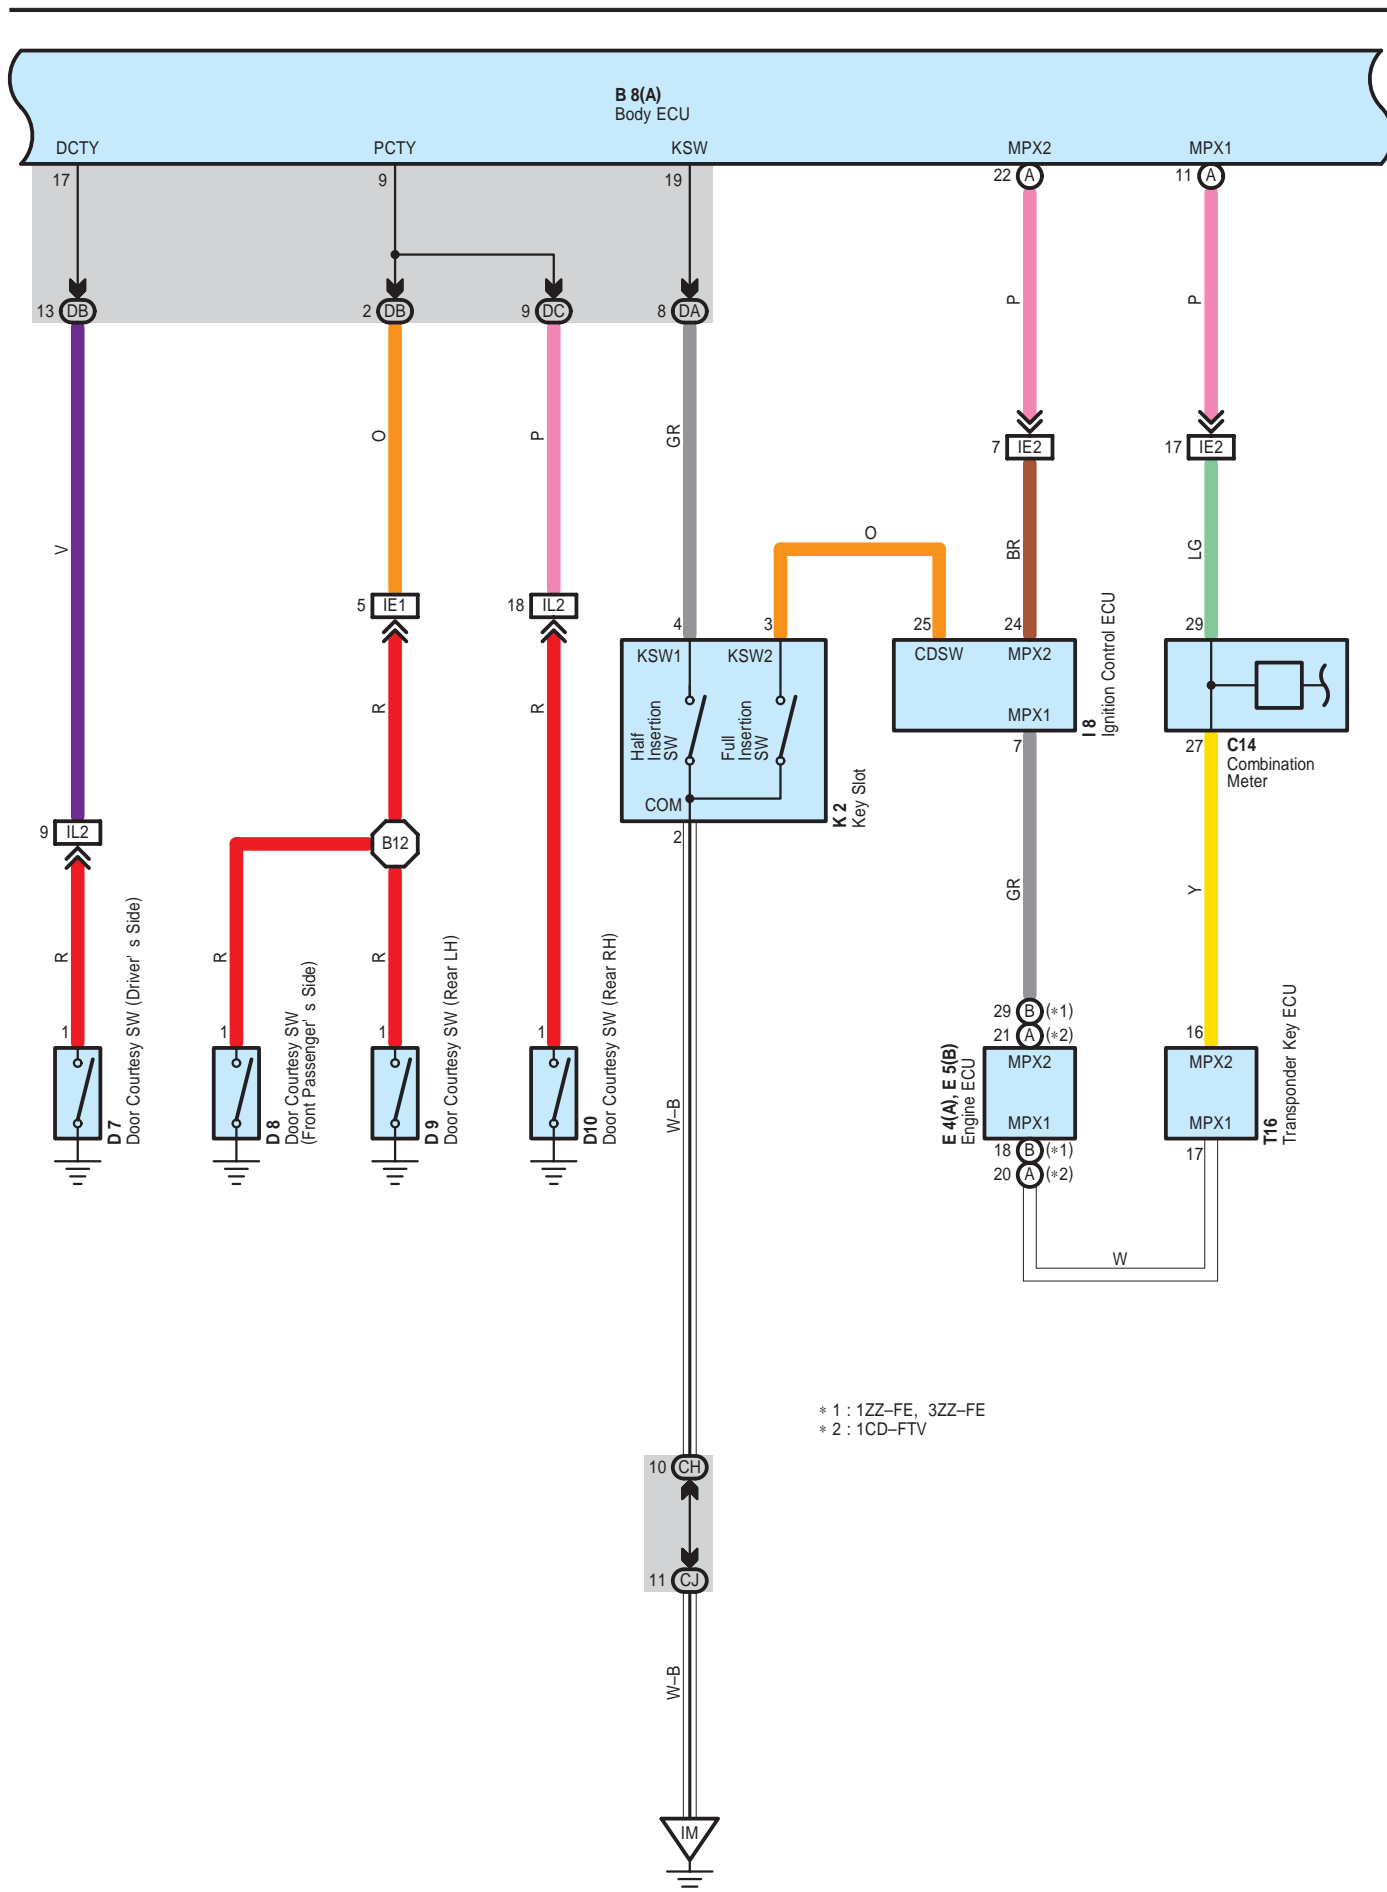 B 8(A)
Body ECU
DCTY PCTY KSW MPX2 MPX1
17 9 19 22 A 11 A
13 DB 2 DB 9 DC 8 DA
P P
V O P GR
7 IE2 17 IE2
O
BR LG
5 IE1 18 IL2
4 3 25 24 29
KSW1 KSW2 CDSW MPX2
MPX1
Half
Insertion
SW
Full
Insertion
SW
COM
K 2
Key Slot
I 8
Ignition Control ECU
R R
7 27
C14
Combination
Meter
9 IL2 B12 2
GR Y
R R R
1 1 1 1
D 7
Door Courtesy SW (Driver' s Side)
D 8
Door Courtesy SW
(Front Passenger' s Side)
D 9
Door Courtesy SW (Rear LH)
D10
Door Courtesy SW (Rear RH)
29 B (*1)
21 A (*2)
16
MPX2 MPX2
MPX1 MPX1
E 4(A), E 5(B)
Engine ECU
T16
Transponder Key ECU
18 B (*1)
20 A (*2)
17
W–B
W
* 1 : 1ZZ–FE, 3ZZ–FE
* 2 : 1CD–FTV
10 CH
11 CJ
W–B
IM